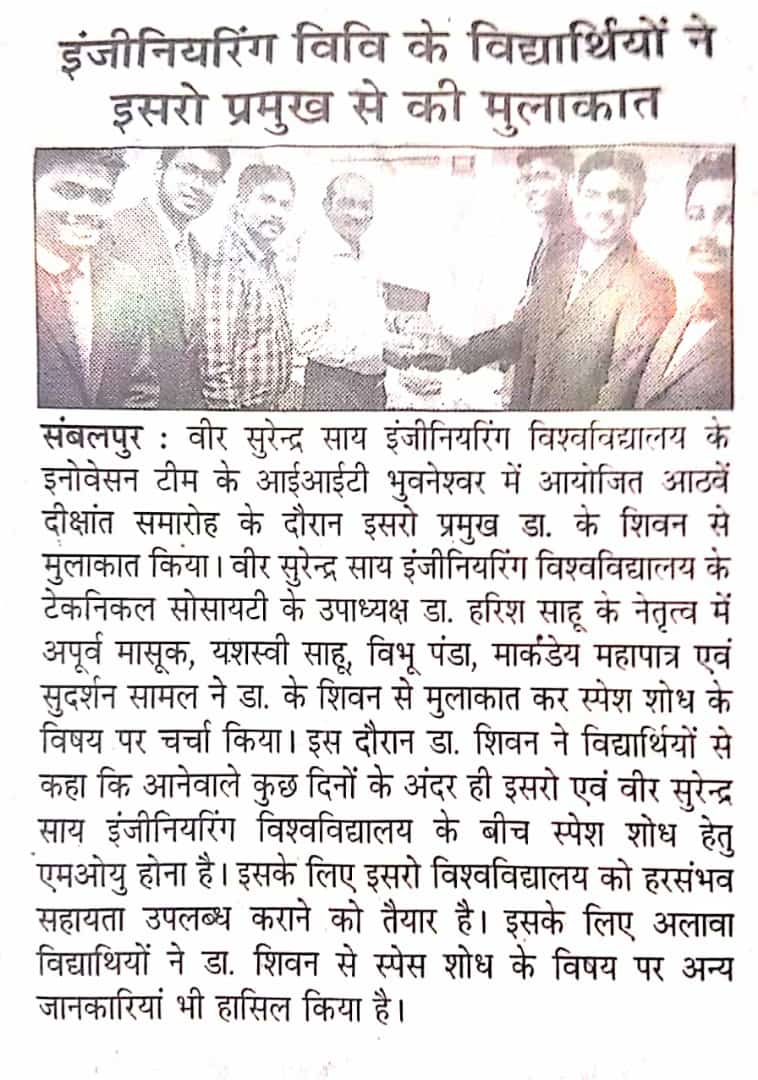 इंजीनियरिंग विवि के विद्यार्थियों ने
इसरो प्रमुख से की मुलाकात
संबलपुर : वीर सुरेन्द्र साय इंजीनियरिंग विश्वविद्यालय के
इनोवेसन टीम के आईआईटी भुवनेश्वर में आयोजित आठवें
दीक्षांत समारोह के दौरान इसरो प्रमुख डा. के शिवन से
मुलाकात किया। वीर सुरेन्द्र साय इंजीनियरिंग विश्वविद्यालय के
टेकनिकल सोसायटी के उपाध्यक्ष डा. हरिश साहू के नेतृत्व में
अपूर्व मासूक, यशस्वी साहू, विभू पंडा, मार्कंडेय महापात्र एवं
सुदर्शन सामल ने डा. के शिवन से मुलाकात कर स्पेश शोध के
विषय पर चर्चा किया। इस दौरान डा. शिवन ने विद्यार्थियों से
कहा कि आनेवाले कुछ दिनों के अंदर ही इसरो एवं वीर सुरेन्द्र
साय इंजीनियरिंग विश्वविद्यालय के बीच स्पेश शोध हेतु
एमओयु होना है। इसके लिए इसरो विश्वविद्यालय को हरसंभव
सहायता उपलब्ध कराने को तैयार है। इसके लिए अलावा
विद्याथियों ने डा. शिवन से स्पेस शोध के विषय पर अन्य
जानकारियां भी हासिल किया है।